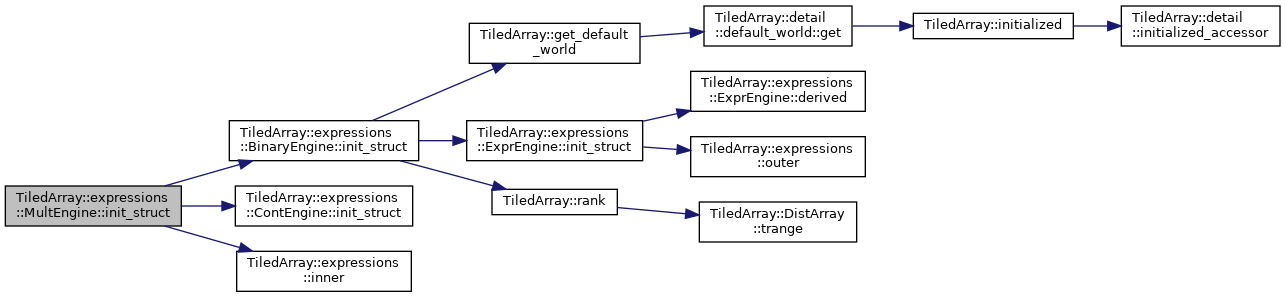 TiledArray::expressions
::MultEngine::init_struct
TiledArray::expressions
::BinaryEngine::init_struct
TiledArray::get_default
_world
TiledArray::detail
::default_world::get
TiledArray::initialized
TiledArray::detail
::initialized_accessor
TiledArray::expressions
::ExprEngine::init_struct
TiledArray::expressions
::ExprEngine::derived
TiledArray::expressions
::outer
TiledArray::rank
TiledArray::DistArray
::trange
TiledArray::expressions
::ContEngine::init_struct
TiledArray::expressions
::inner